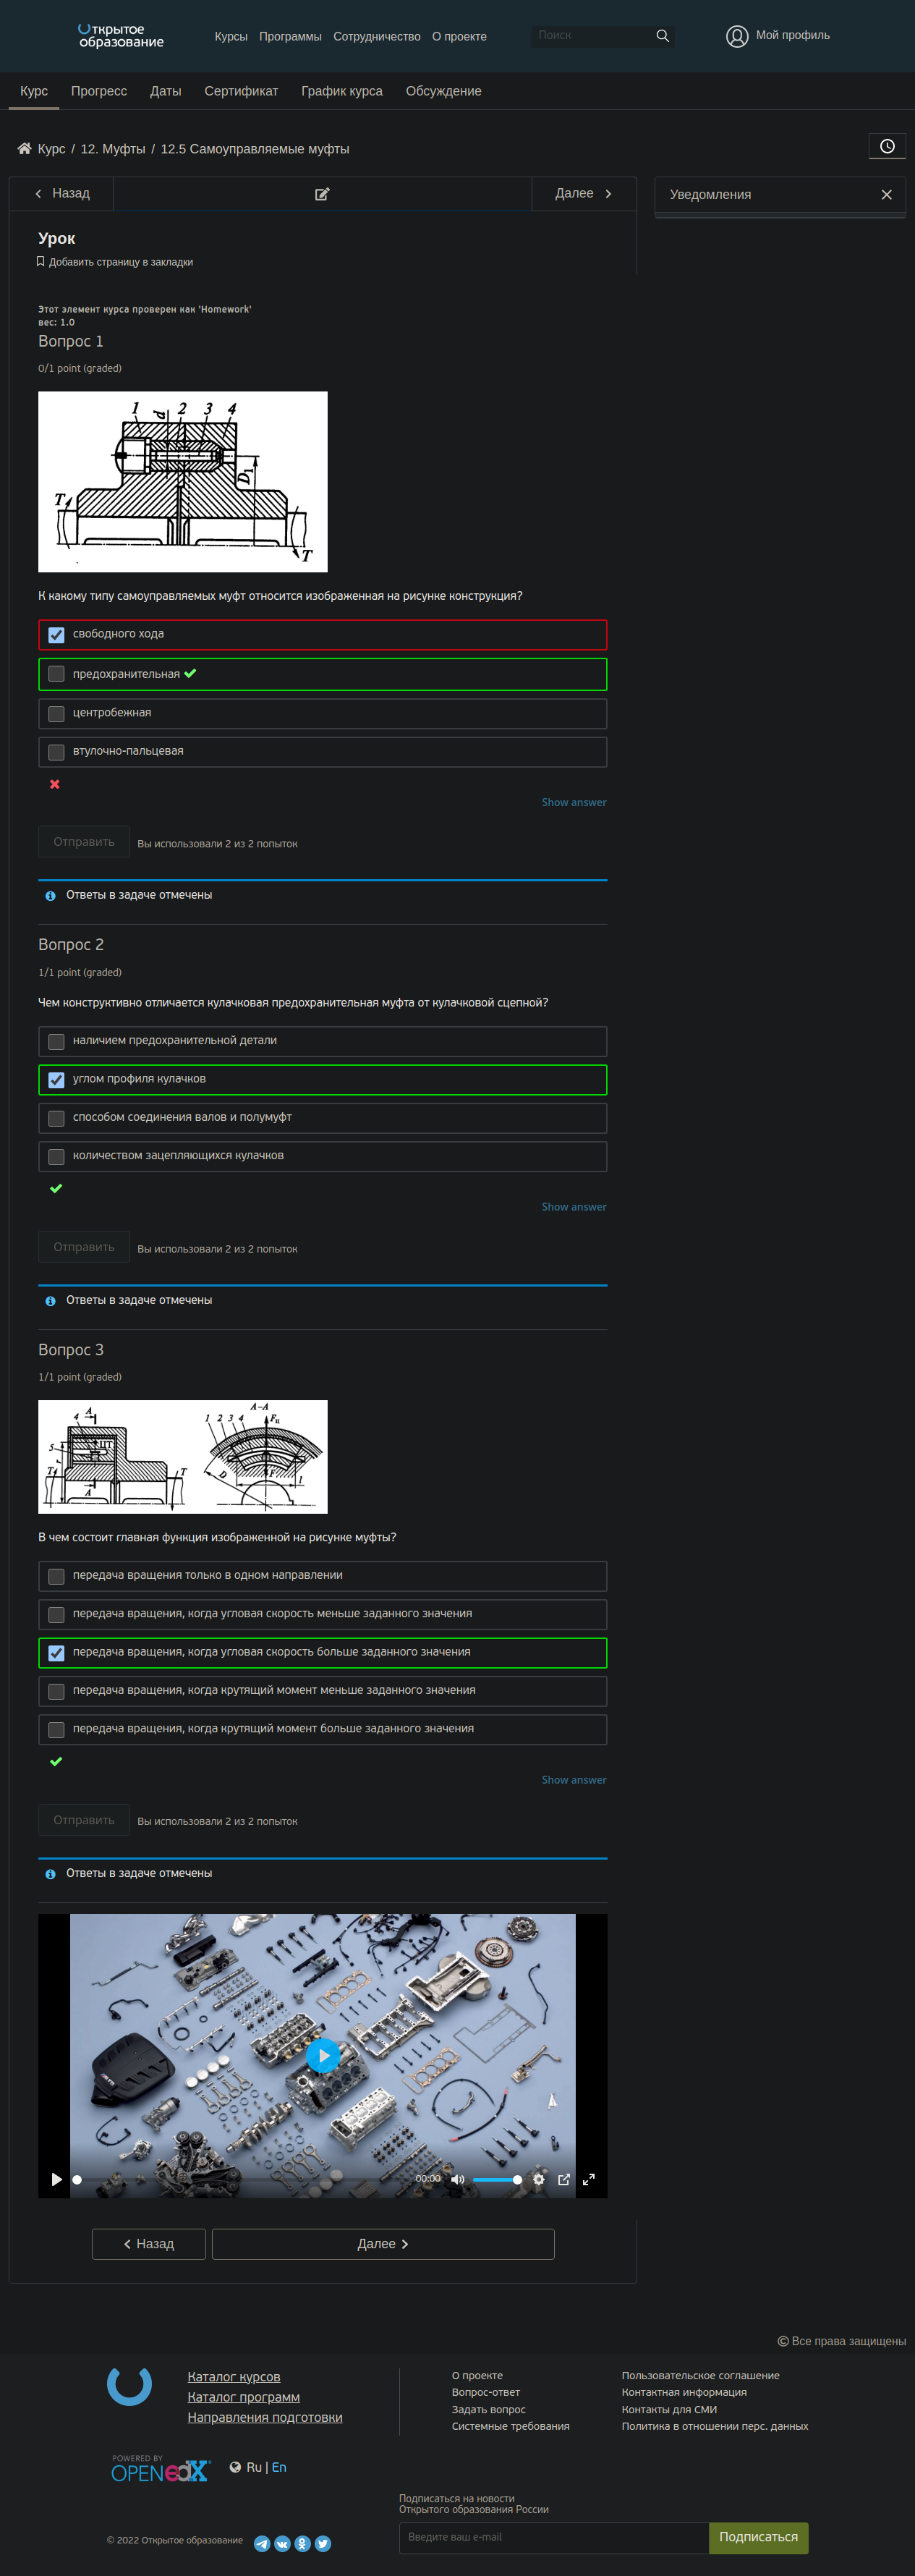 Открытое
образование
Курсы Программы Сотрудничество О проекте
Поиск
Мой профиль
Курс Прогресс Даты Сертификат График курса Обсуждение
Курс / 12. Муфты / 12.5 Самоуправляемые муфты
Назад
Далее
Уведомления
Урок
Добавить страницу в закладки
Этот элемент курса проверен как 'Homework'
вес: 1.0
Вопрос 1
0/1 point (graded)
1 d 2 3 4
D1
T
T
К какому типу самоуправляемых муфт относится изображенная на рисунке конструкция?
свободного хода
предохранительная
центробежная
втулочно-пальцевая
Show answer
Отправить
Вы использовали 2 из 2 попыток
Ответы в задаче отмечены
Вопрос 2
1/1 point (graded)
Чем конструктивно отличается кулачковая предохранительная муфта от кулачковой сцепной?
наличием предохранительной детали
углом профиля кулачков
способом соединения валов и полумуфт
количеством зацепляющихся кулачков
Show answer
Отправить
Вы использовали 2 из 2 попыток
Ответы в задаче отмечены
Вопрос 3
1/1 point (graded)
А-А
4 А
1 2 3 4 Fц
5
T
T
А
D
F
l
В чем состоит главная функция изображенной на рисунке муфты?
передача вращения только в одном направлении
передача вращения, когда угловая скорость меньше заданного значения
передача вращения, когда угловая скорость больше заданного значения
передача вращения, когда крутящий момент меньше заданного значения
передача вращения, когда крутящий момент больше заданного значения
Show answer
Отправить
Вы использовали 2 из 2 попыток
Ответы в задаче отмечены
00:00
Назад
Далее
© Все права защищены
Каталог курсов
Каталог программ
Направления подготовки
О проекте
Вопрос-ответ
Задать вопрос
Системные требования
Пользовательское соглашение
Контактная информация
Контакты для СМИ
Политика в отношении перс. данных
POWERED BY
OPEN edX
Ru | En
Подписаться на новости
Открытого образования России
Введите ваш e-mail
Подписаться
© 2022 Открытое образование